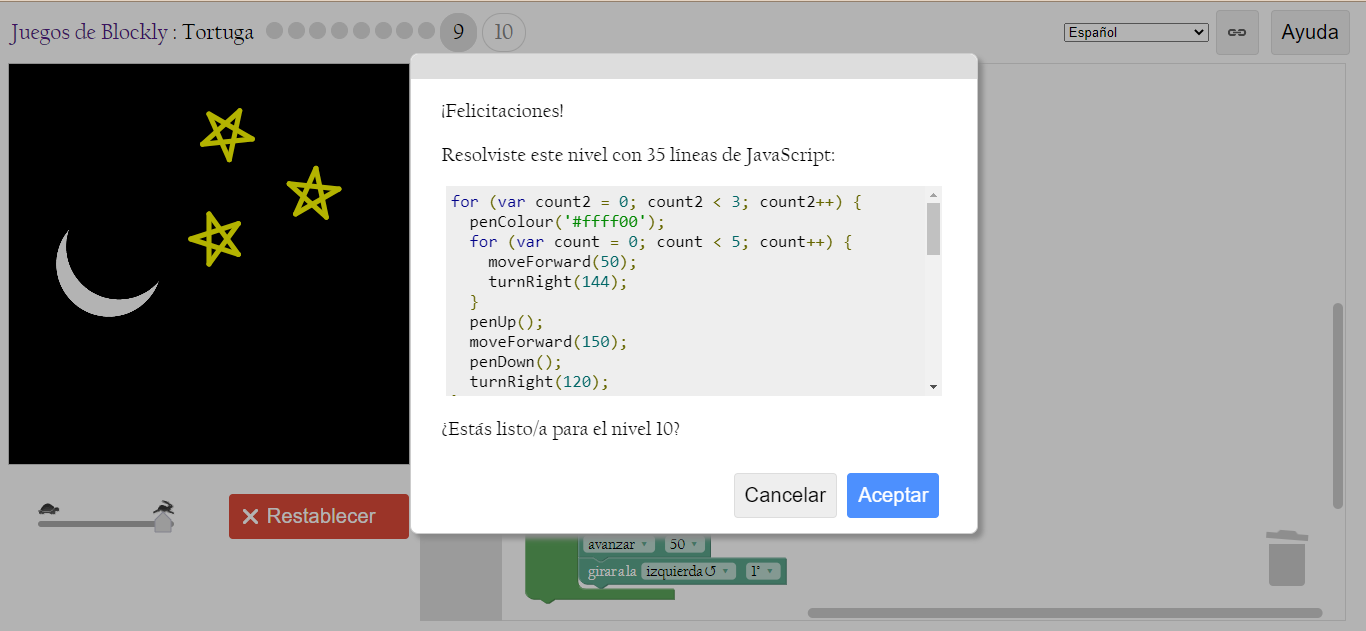 Juegos de Blockly : Tortuga 9 10 Español Ayuda
¡Felicitaciones!
Resolviste este nivel con 35 líneas de JavaScript:
for (var count2 = 0; count2 < 3; count2++) {
penColour('#ffff00');
for (var count = 0; count < 5; count++) {
moveForward(50);
turnRight(144);
}
penUp();
moveForward(150);
penDown();
turnRight(120);
¿Estás listo/a para el nivel 10?
Cancelar Aceptar
Restablecer
avanzar 50
girar a la izquierda↺ 1°